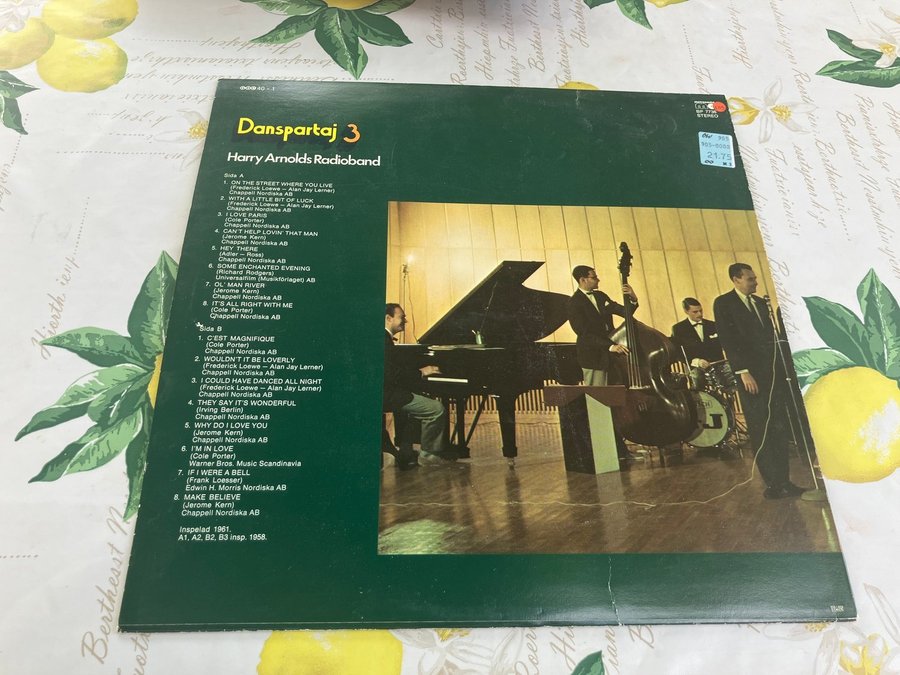 40 - 1
Danspartaj 3
Harry Arnolds Radioband
Sida A
1. ON THE STREET WHERE YOU LIVE
(Frederick Loewe – Alan Jay Lerner)
Chappell Nordiska AB
2. WITH A LITTLE BIT OF LUCK
(Frederick Loewe – Alan Jay Lerner)
Chappell Nordiska AB
3. I LOVE PARIS
(Cole Porter)
Chappell Nordiska AB
4. CAN'T HELP LOVIN' THAT MAN
(Jerome Kern)
Chappell Nordiska AB
5. HEY THERE
(Adler – Ross)
Chappell Nordiska AB
6. SOME ENCHANTED EVENING
(Richard Rodgers)
Universalfilm (Musikförlaget) AB
7. OL' MAN RIVER
(Jerome Kern)
Chappell Nordiska AB
8. IT'S ALL RIGHT WITH ME
(Cole Porter)
Chappell Nordiska AB
Sida B
1. C'EST MAGNIFIQUE
(Cole Porter)
Chappell Nordiska AB
2. WOULDN'T IT BE LOVERLY
(Frederick Loewe – Alan Jay Lerner)
Chappell Nordiska AB
3. I COULD HAVE DANCED ALL NIGHT
(Frederick Loewe – Alan Jay Lerner)
Chappell Nordiska AB
4. THEY SAY IT'S WONDERFUL
(Irving Berlin)
Chappell Nordiska AB
5. WHY DO I LOVE YOU
(Jerome Kern)
Chappell Nordiska AB
6. I'M IN LOVE
(Cole Porter)
Warner Bros. Music Scandinavia
7. IF I WERE A BELL
(Frank Loesser)
Edwin H. Morris Nordiska AB
8. MAKE BELIEVE
(Jerome Kern)
Chappell Nordiska AB
Inspelad 1961.
A1, A2, B2, B3 insp. 1958.
STEREO
21.75